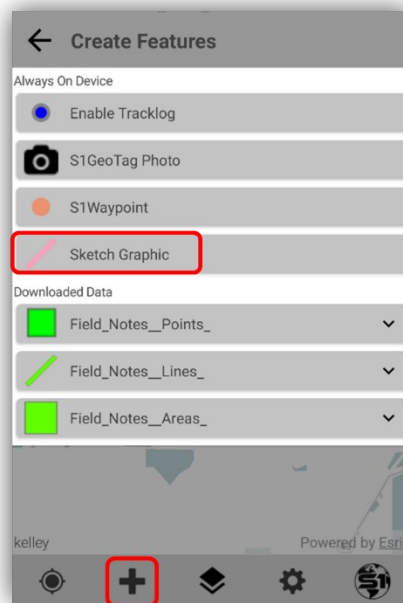 Create Features
Always On Device
Enable Tracklog
S1GeoTag Photo
S1Waypoint
Sketch Graphic
Downloaded Data
Field_Notes__Points_
Field_Notes__Lines_
Field_Notes__Areas_
kelley
Powered by Esri
S1